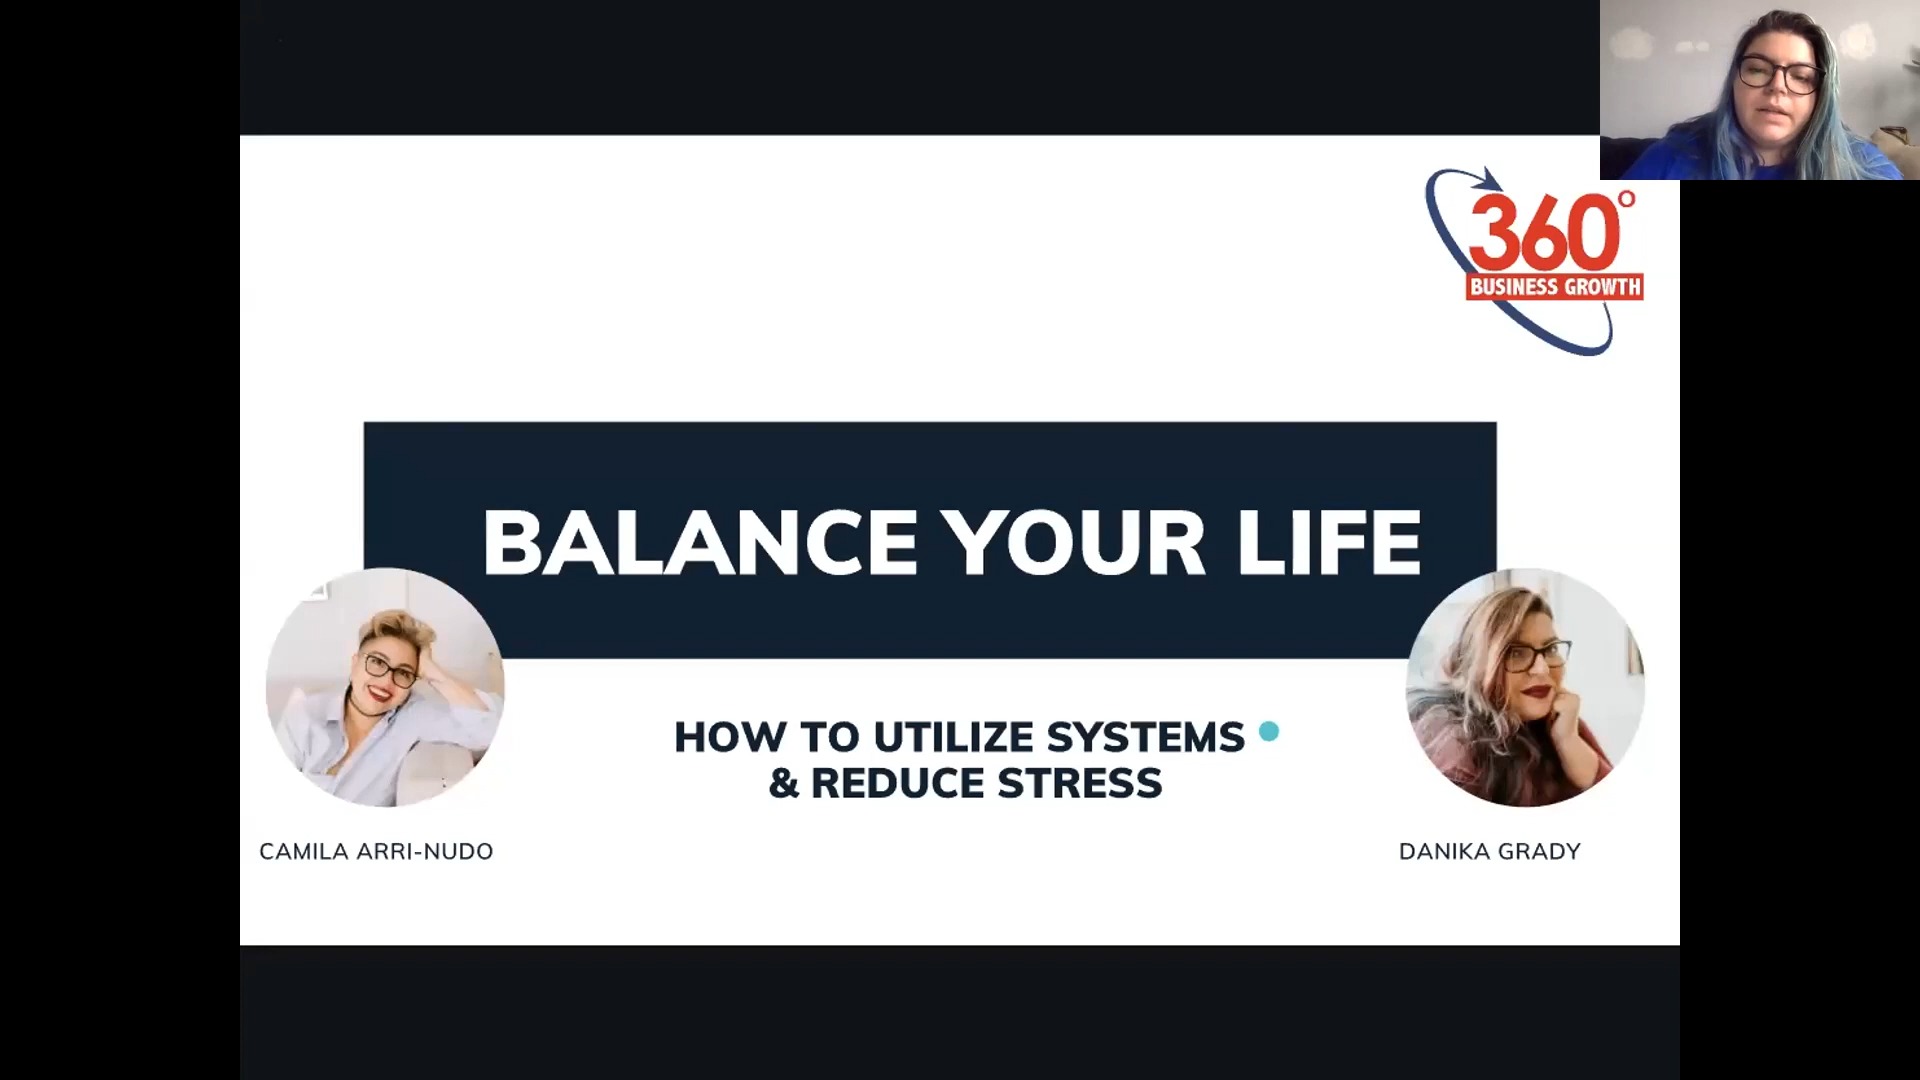 360°
BUSINESS GROWTH
BALANCE YOUR LIFE
HOW TO UTILIZE SYSTEMS
& REDUCE STRESS
CAMILA ARRI-NUDO
DANIKA GRADY